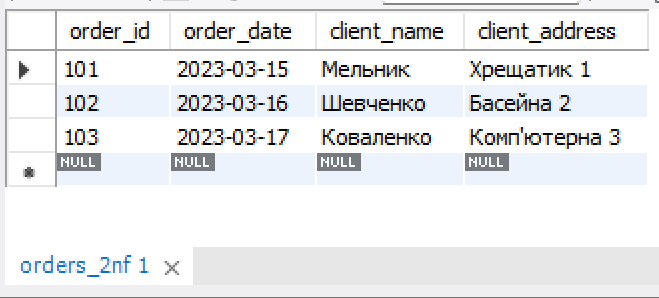 order_id order_date client_name client_address
101 2023-03-15 Мельник Хрещатик 1
102 2023-03-16 Шевченко Басейна 2
103 2023-03-17 Коваленко Комп'ютерна 3
NULL NULL NULL NULL
orders_2nf 1